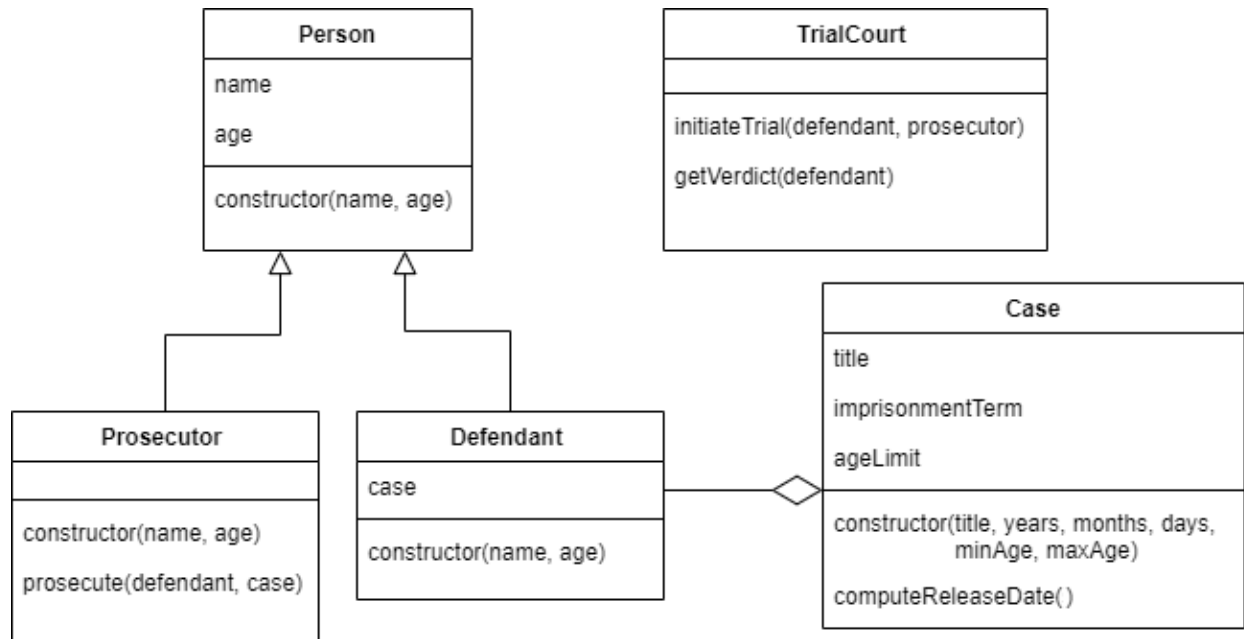 Person
name
age
constructor(name, age)
TrialCourt
initiateTrial(defendant, prosecutor)
getVerdict(defendant)
Prosecutor
constructor(name, age)
prosecute(defendant, case)
Defendant
case
constructor(name, age)
Case
title
imprisonmentTerm
ageLimit
constructor(title, years, months, days,
minAge, maxAge)
computeReleaseDate()